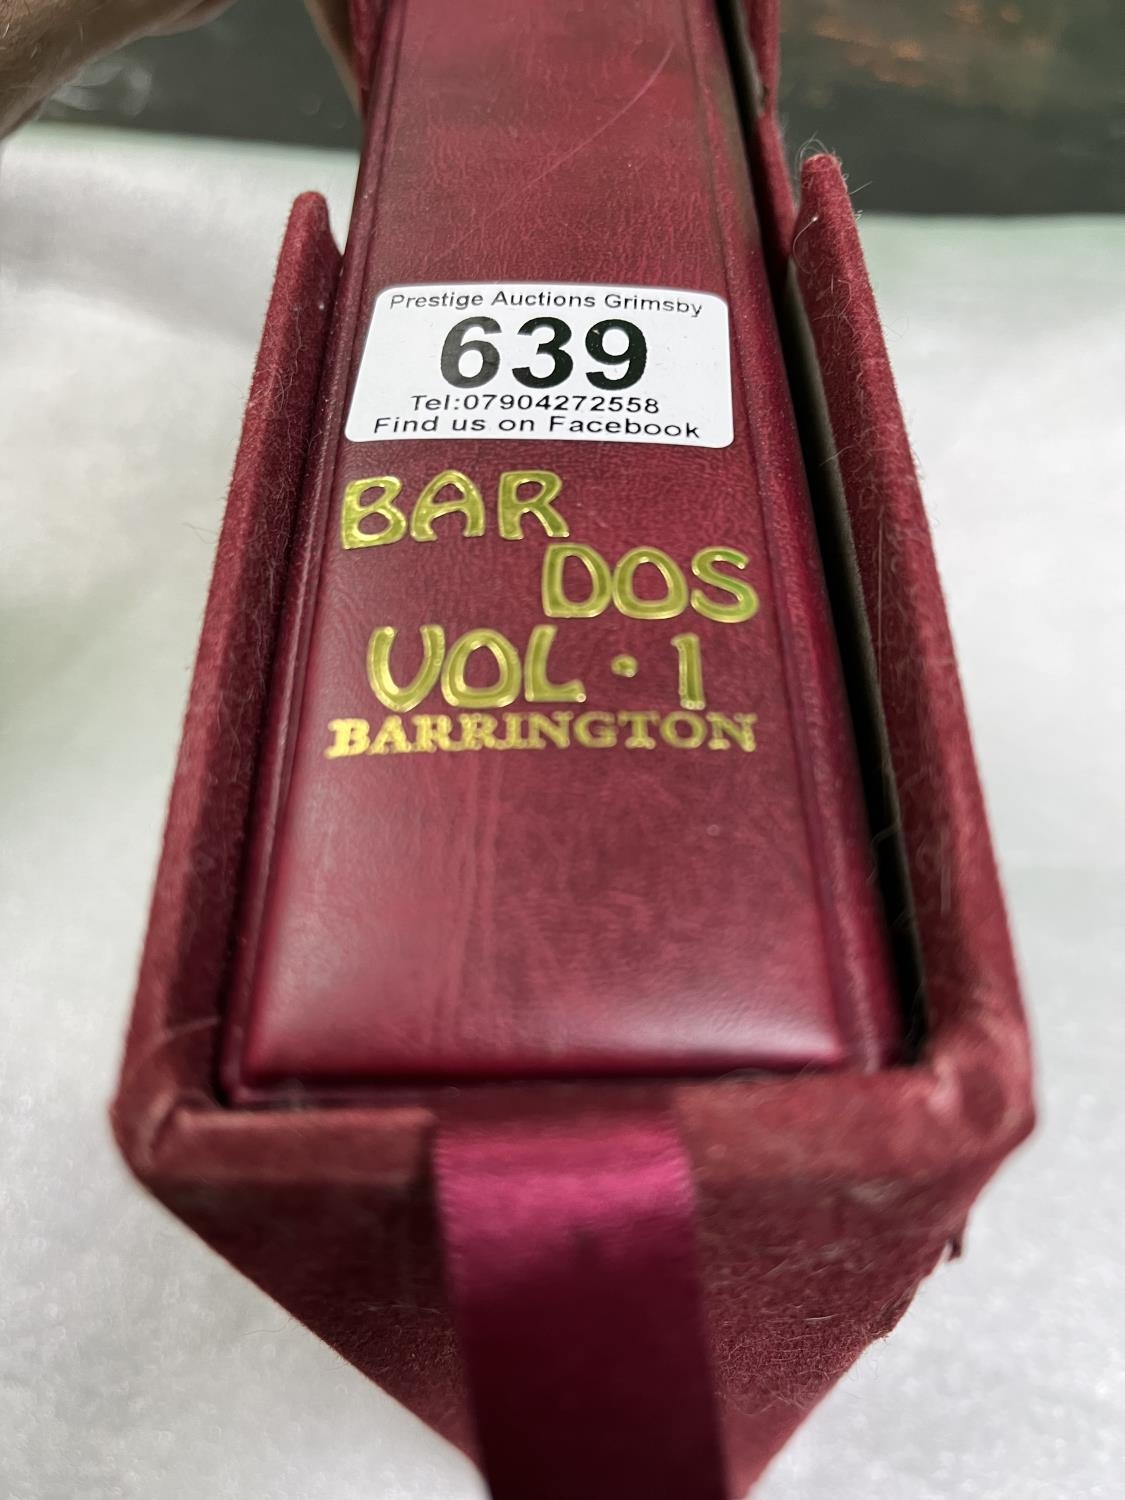 Prestige Auctions Grimsby
639
Tel:07904272558
Find us on Facebook
BAR
DOS
VOL · 1
BARRINGTON